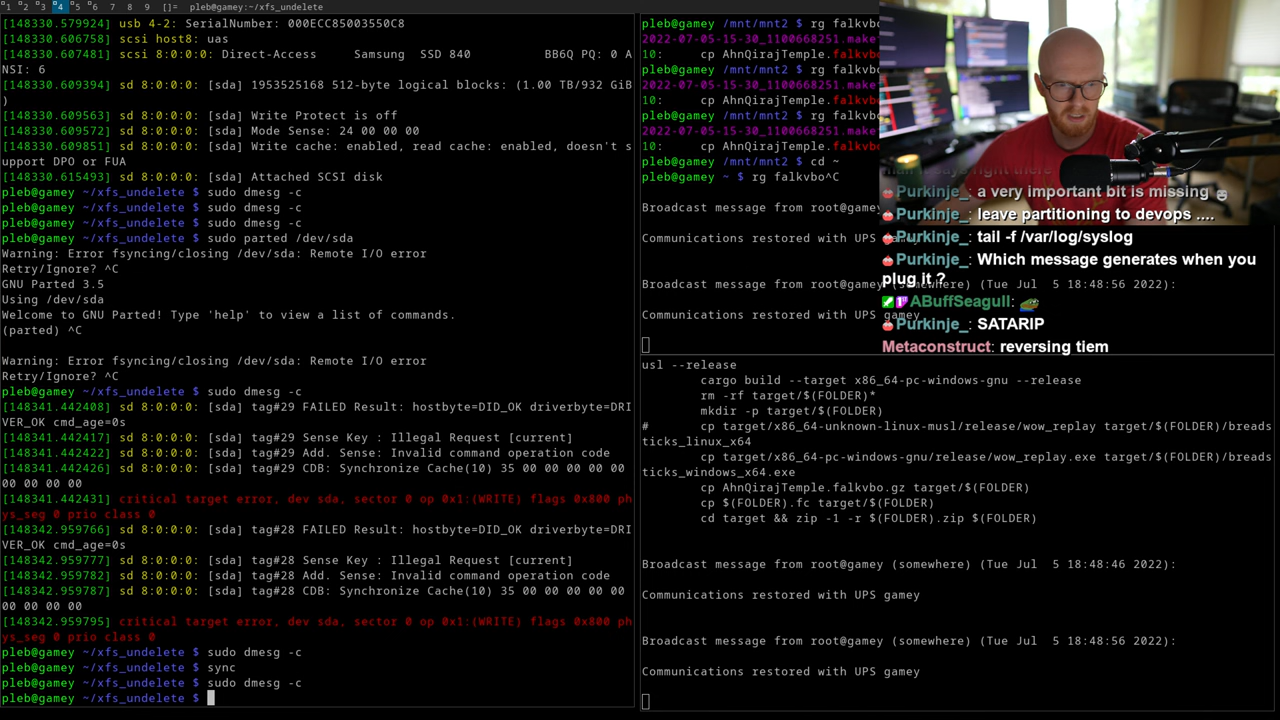 1 2 3 4 5 6 7 8 9 []= pleb@gamey:~/xfs_undelete
[148330.579924] usb 4-2: SerialNumber: 000ECC85003550C8
[148330.606758] scsi host8: uas
[148330.607481] scsi 8:0:0:0: Direct-Access     Samsung  SSD 840          BB6Q PQ: 0 A
NSI: 6
[148330.609394] sd 8:0:0:0: [sda] 1953525168 512-byte logical blocks: (1.00 TB/932 GiB
)
[148330.609563] sd 8:0:0:0: [sda] Write Protect is off
[148330.609572] sd 8:0:0:0: [sda] Mode Sense: 24 00 00 00
[148330.609851] sd 8:0:0:0: [sda] Write cache: enabled, read cache: enabled, doesn't s
upport DPO or FUA
[148330.615493] sd 8:0:0:0: [sda] Attached SCSI disk
pleb@gamey ~/xfs_undelete $ sudo dmesg -c
pleb@gamey ~/xfs_undelete $ sudo dmesg -c
pleb@gamey ~/xfs_undelete $ sudo dmesg -c
pleb@gamey ~/xfs_undelete $ sudo parted /dev/sda
Warning: Error fsyncing/closing /dev/sda: Remote I/O error
Retry/Ignore? ^C
GNU Parted 3.5
Using /dev/sda
Welcome to GNU Parted! Type 'help' to view a list of commands.
(parted) ^C
Warning: Error fsyncing/closing /dev/sda: Remote I/O error
Retry/Ignore? ^C
pleb@gamey ~/xfs_undelete $ sudo dmesg -c
[148341.442408] sd 8:0:0:0: [sda] tag#29 FAILED Result: hostbyte=DID_OK driverbyte=DRI
VER_OK cmd_age=0s
[148341.442417] sd 8:0:0:0: [sda] tag#29 Sense Key : Illegal Request [current]
[148341.442422] sd 8:0:0:0: [sda] tag#29 Add. Sense: Invalid command operation code
[148341.442426] sd 8:0:0:0: [sda] tag#29 CDB: Synchronize Cache(10) 35 00 00 00 00 00
00 00 00 00
[148341.442431] critical target error, dev sda, sector 0 op 0x1:(WRITE) flags 0x800 ph
ys_seg 0 prio class 0
[148342.959766] sd 8:0:0:0: [sda] tag#28 FAILED Result: hostbyte=DID_OK driverbyte=DRI
VER_OK cmd_age=0s
[148342.959777] sd 8:0:0:0: [sda] tag#28 Sense Key : Illegal Request [current]
[148342.959782] sd 8:0:0:0: [sda] tag#28 Add. Sense: Invalid command operation code
[148342.959787] sd 8:0:0:0: [sda] tag#28 CDB: Synchronize Cache(10) 35 00 00 00 00 00
00 00 00 00
[148342.959795] critical target error, dev sda, sector 0 op 0x1:(WRITE) flags 0x800 ph
ys_seg 0 prio class 0
pleb@gamey ~/xfs_undelete $ sudo dmesg -c
pleb@gamey ~/xfs_undelete $ sync
pleb@gamey ~/xfs_undelete $ sudo dmesg -c
pleb@gamey ~/xfs_undelete $
pleb@gamey /mnt/mnt2 $ rg falkvb
2022-07-05-15-30_1100668251.make
10:     cp AhnQirajTemple.falkvb
pleb@gamey /mnt/mnt2 $ rg falkvb
2022-07-05-15-30_1100668251.make
10:     cp AhnQirajTemple.falkvb
pleb@gamey /mnt/mnt2 $ rg falkvb
2022-07-05-15-30_1100668251.make
10:     cp AhnQirajTemple.falkvb
pleb@gamey /mnt/mnt2 $ cd ~
pleb@gamey ~ $ rg falkvbo^C
Broadcast message from root@gamey
Communications restored with UPS gamey
Broadcast message from root@gamey (somewhere) (Tue Jul  5 18:48:56 2022):
Communications restored with UPS gamey
it says right there
Purkinje_: a very important bit is missing
Purkinje_: leave partitioning to devops ....
Purkinje_: tail -f /var/log/syslog
Purkinje_: Which message generates when you
plug it ?
ABuffSeagull:
Purkinje_: SATARIP
Metaconstruct: reversing tiem
usl --release
cargo build --target x86_64-pc-windows-gnu --release
rm -rf target/$(FOLDER)*
mkdir -p target/$(FOLDER)
#       cp target/x86_64-unknown-linux-musl/release/wow_replay target/$(FOLDER)/breads
ticks_linux_x64
cp target/x86_64-pc-windows-gnu/release/wow_replay.exe target/$(FOLDER)/breads
ticks_windows_x64.exe
cp AhnQirajTemple.falkvbo.gz target/$(FOLDER)
cp $(FOLDER).fc target/$(FOLDER)
cd target && zip -1 -r $(FOLDER).zip $(FOLDER)
Broadcast message from root@gamey (somewhere) (Tue Jul  5 18:48:46 2022):
Communications restored with UPS gamey
Broadcast message from root@gamey (somewhere) (Tue Jul  5 18:48:56 2022):
Communications restored with UPS gamey